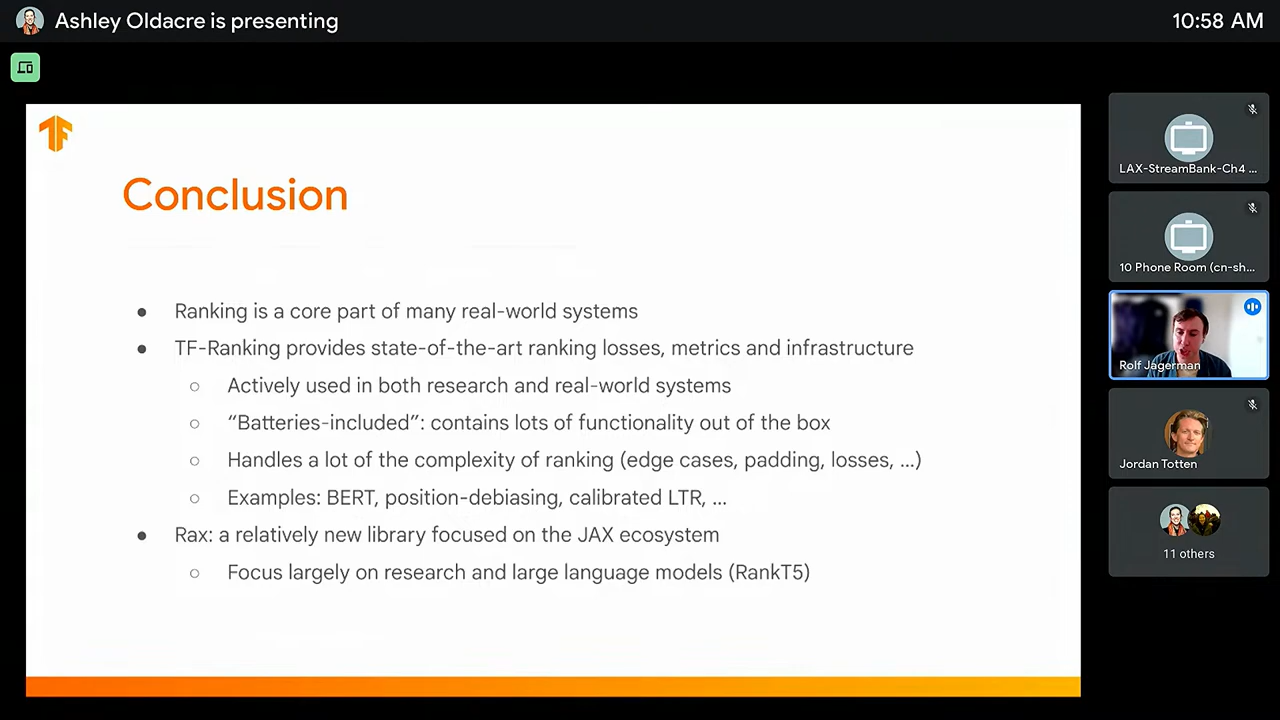 Ashley Oldacre is presenting
10:58 AM
TF
Conclusion
● Ranking is a core part of many real-world systems
● TF-Ranking provides state-of-the-art ranking losses, metrics and infrastructure
○ Actively used in both research and real-world systems
○ “Batteries-included”: contains lots of functionality out of the box
○ Handles a lot of the complexity of ranking (edge cases, padding, losses, ...)
○ Examples: BERT, position-debiasing, calibrated LTR, ...
● Rax: a relatively new library focused on the JAX ecosystem
○ Focus largely on research and large language models (RankT5)
LAX-StreamBank-Ch4 ...
10 Phone Room (cn-sh...
Rolf Jagerman
Jordan Totten
11 others